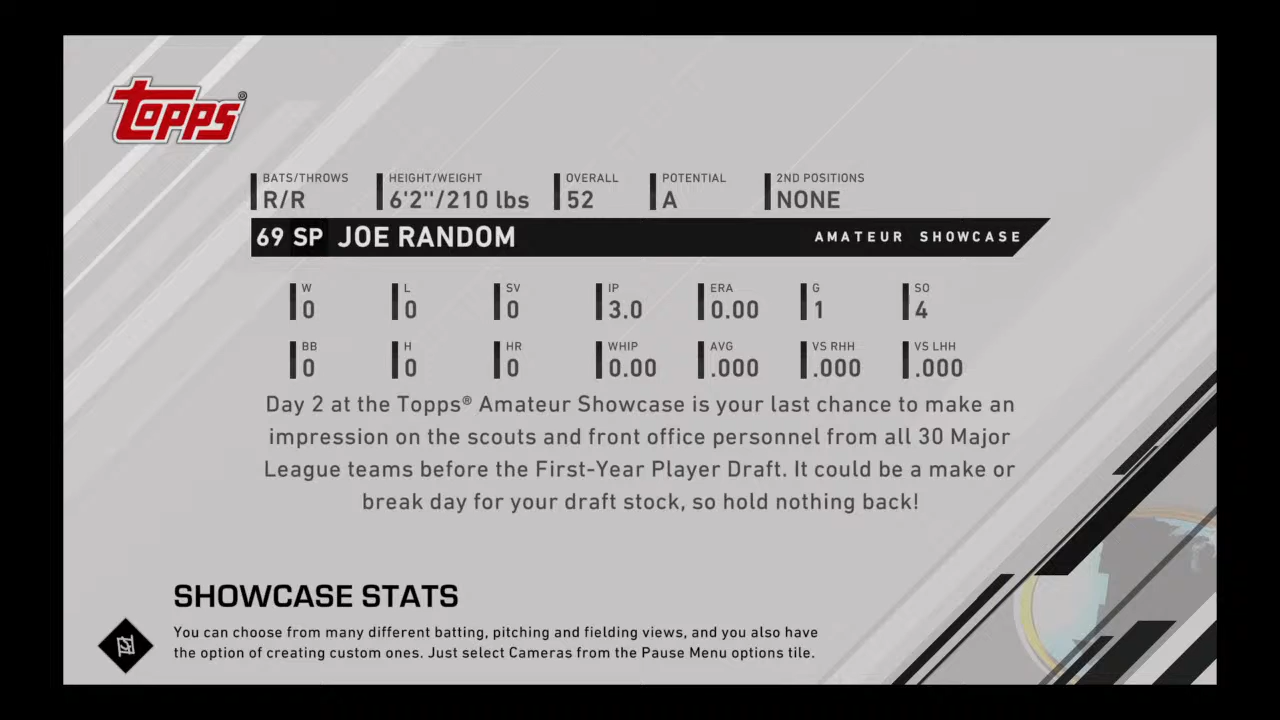 TOPPS®
BATS/THROWS HEIGHT/WEIGHT OVERALL POTENTIAL 2ND POSITIONS
R/R 6'2''/210 lbs 52 A NONE
69 SP JOE RANDOM AMATEUR SHOWCASE
W L SV IP ERA G SO
0 0 0 3.0 0.00 1 4
BB H HR WHIP AVG VS RHH VS LHH
0 0 0 0.00 .000 .000 .000
Day 2 at the Topps® Amateur Showcase is your last chance to make an
impression on the scouts and front office personnel from all 30 Major
League teams before the First-Year Player Draft. It could be a make or
break day for your draft stock, so hold nothing back!
SHOWCASE STATS
You can choose from many different batting, pitching and fielding views, and you also have
the option of creating custom ones. Just select Cameras from the Pause Menu options tile.